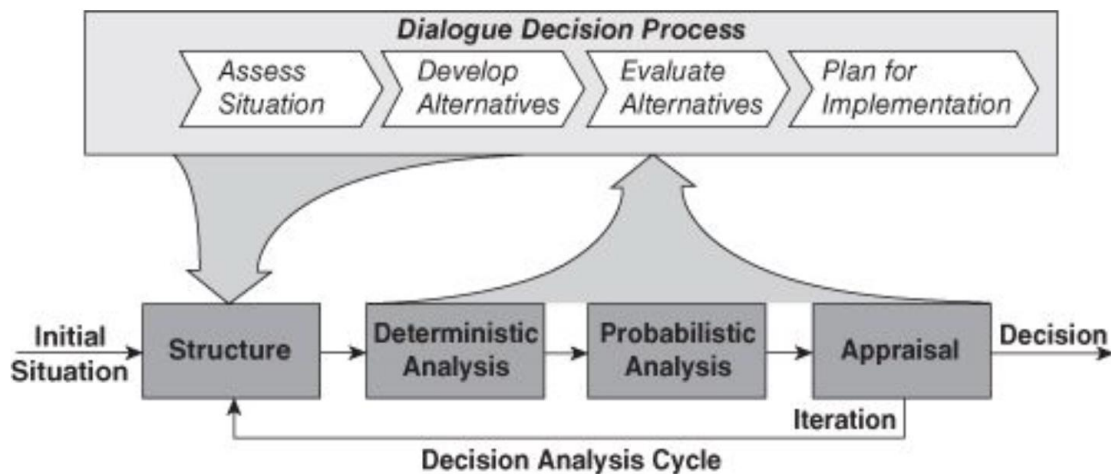 Dialogue Decision Process
Assess
Situation
Develop
Alternatives
Evaluate
Alternatives
Plan for
Implementation
Initial
Situation
Structure
Deterministic
Analysis
Probabilistic
Analysis
Appraisal
Decision
Iteration
Decision Analysis Cycle